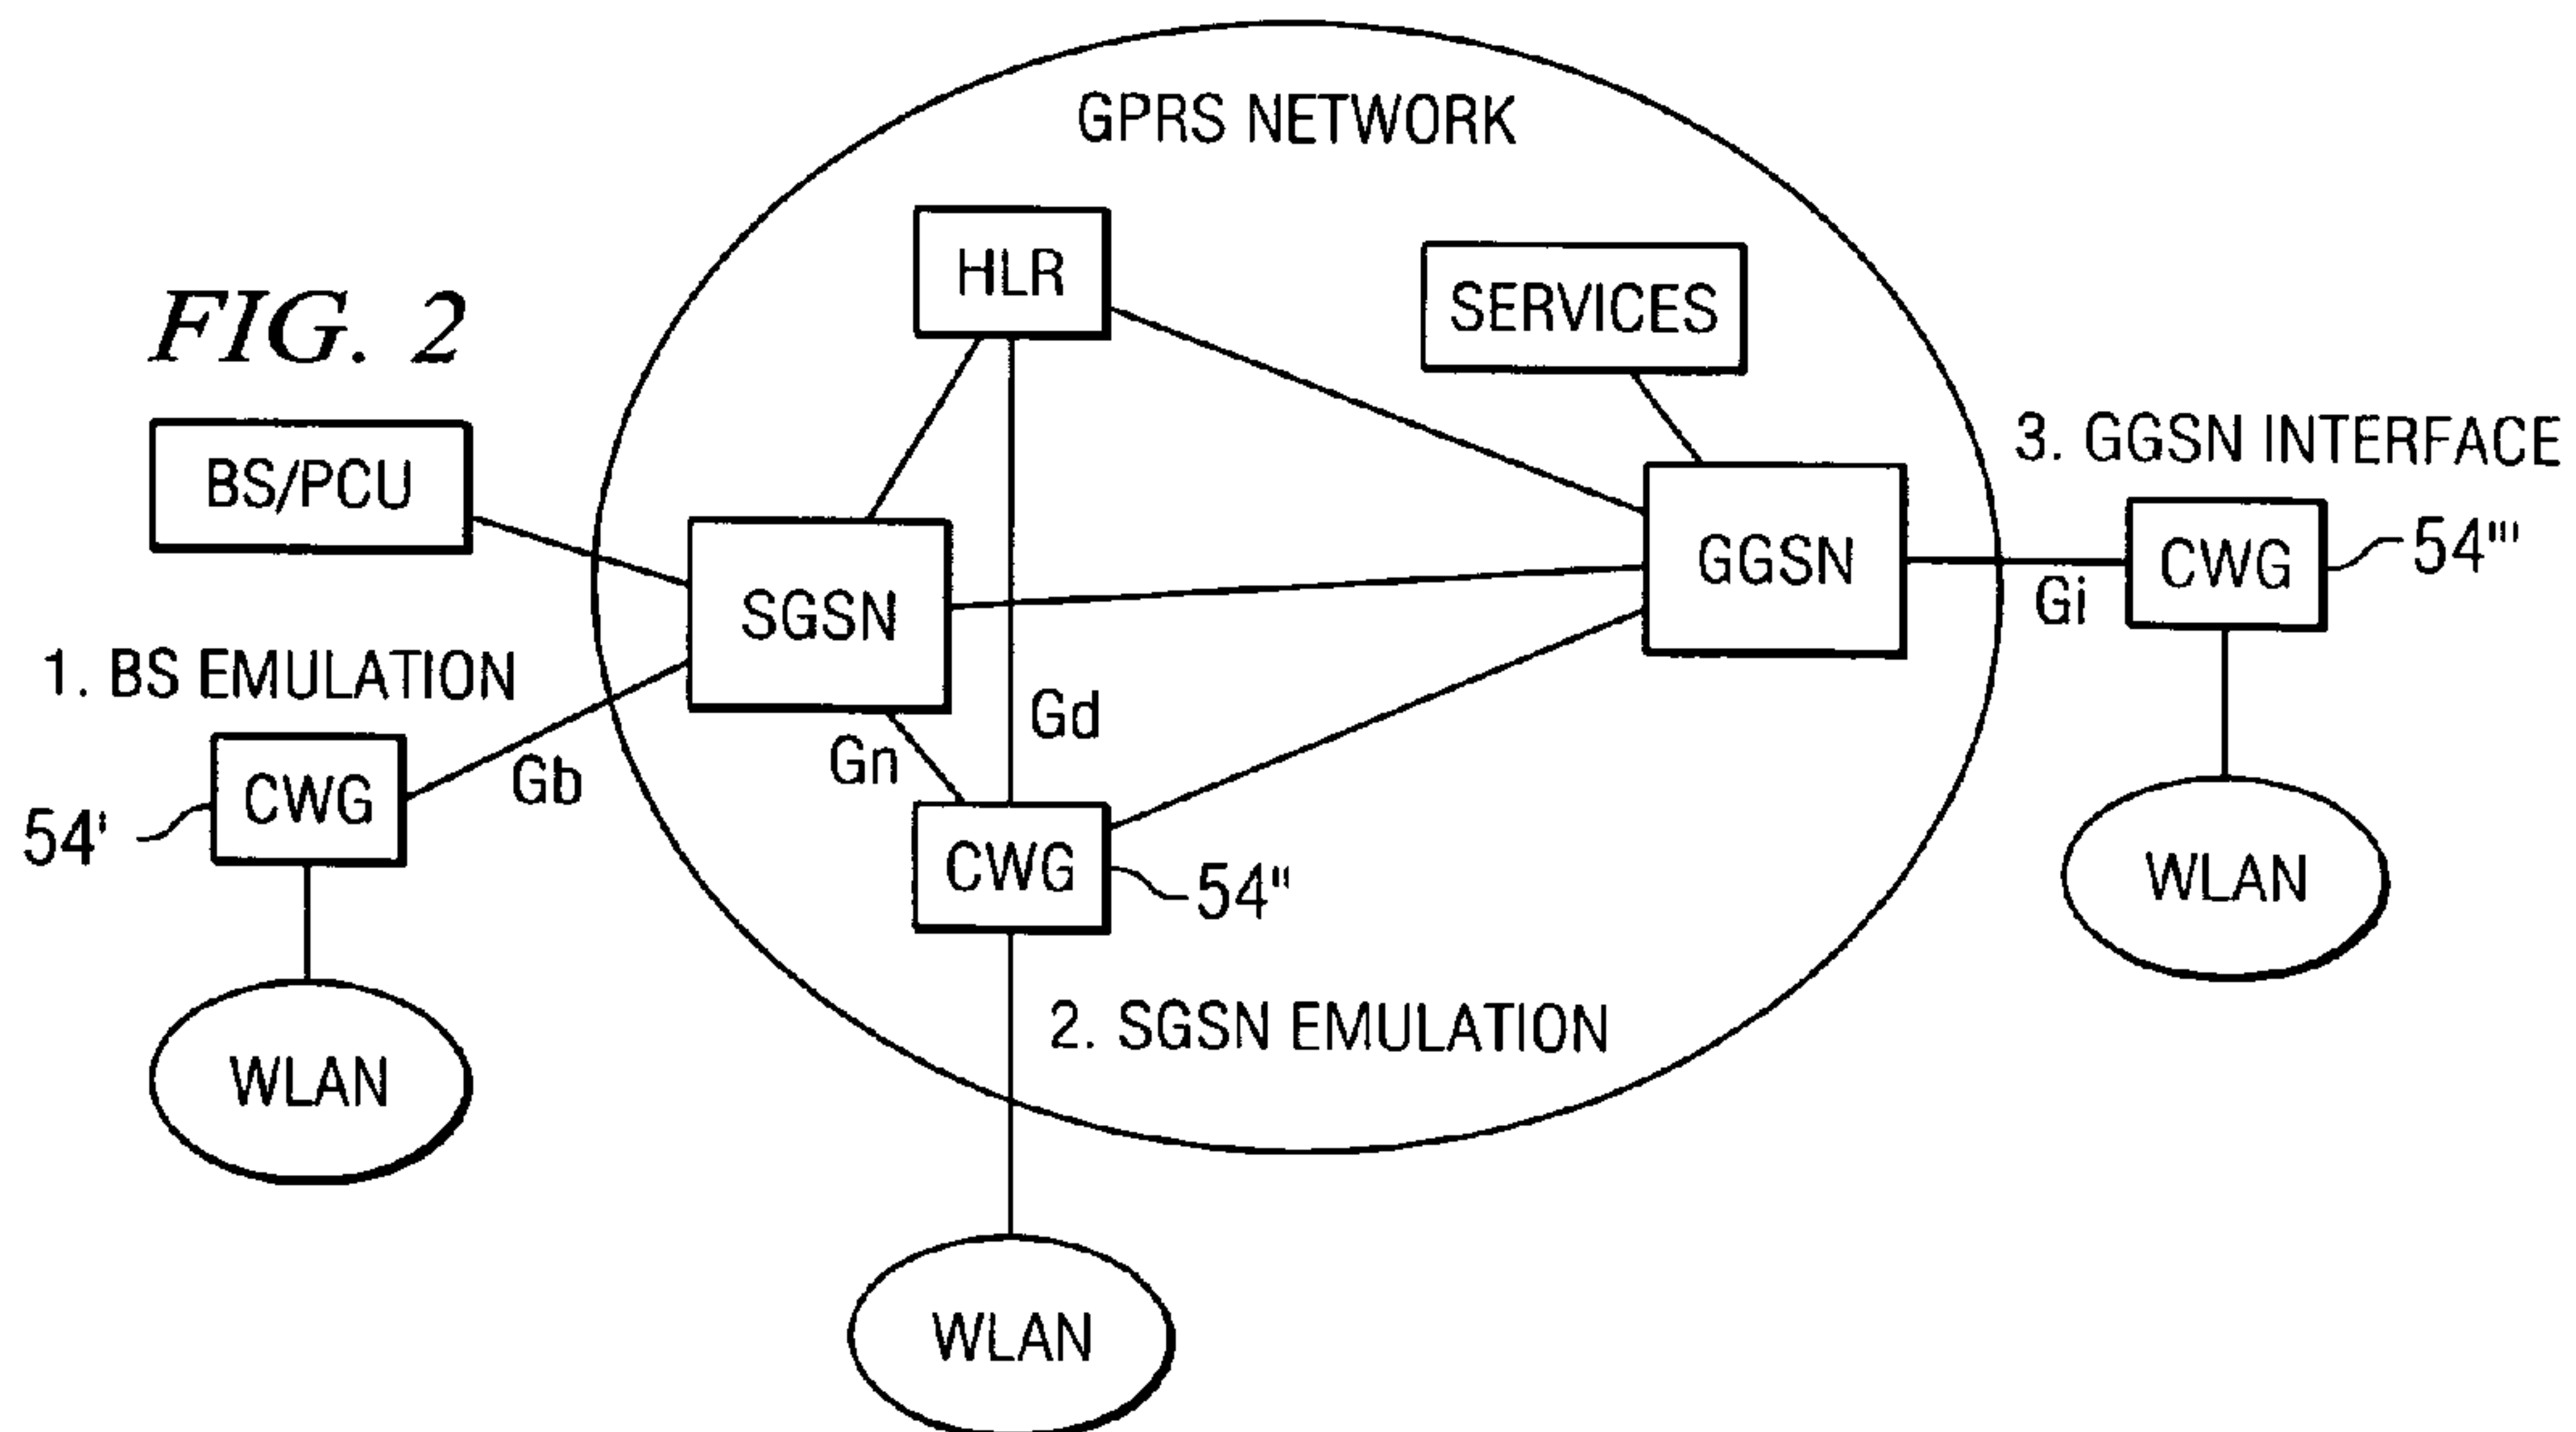 GPRS NETWORK
FIG. 2
HLR
SERVICES
BS/PCU
SGSN
GGSN
3. GGSN INTERFACE
CWG
54'''
Gi
WLAN
1. BS EMULATION
CWG
54'
Gb
WLAN
Gn
Gd
CWG
54"
2. SGSN EMULATION
WLAN